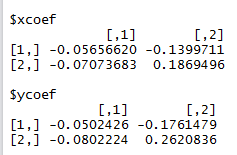 $xcoef
[,1] [,2]
[1,] -0.05656620 -0.1399711
[2,] -0.07073683 0.1869496
$ycoef
[,1] [,2]
[1,] -0.0502426 -0.1761479
[2,] -0.0802224 0.2620836